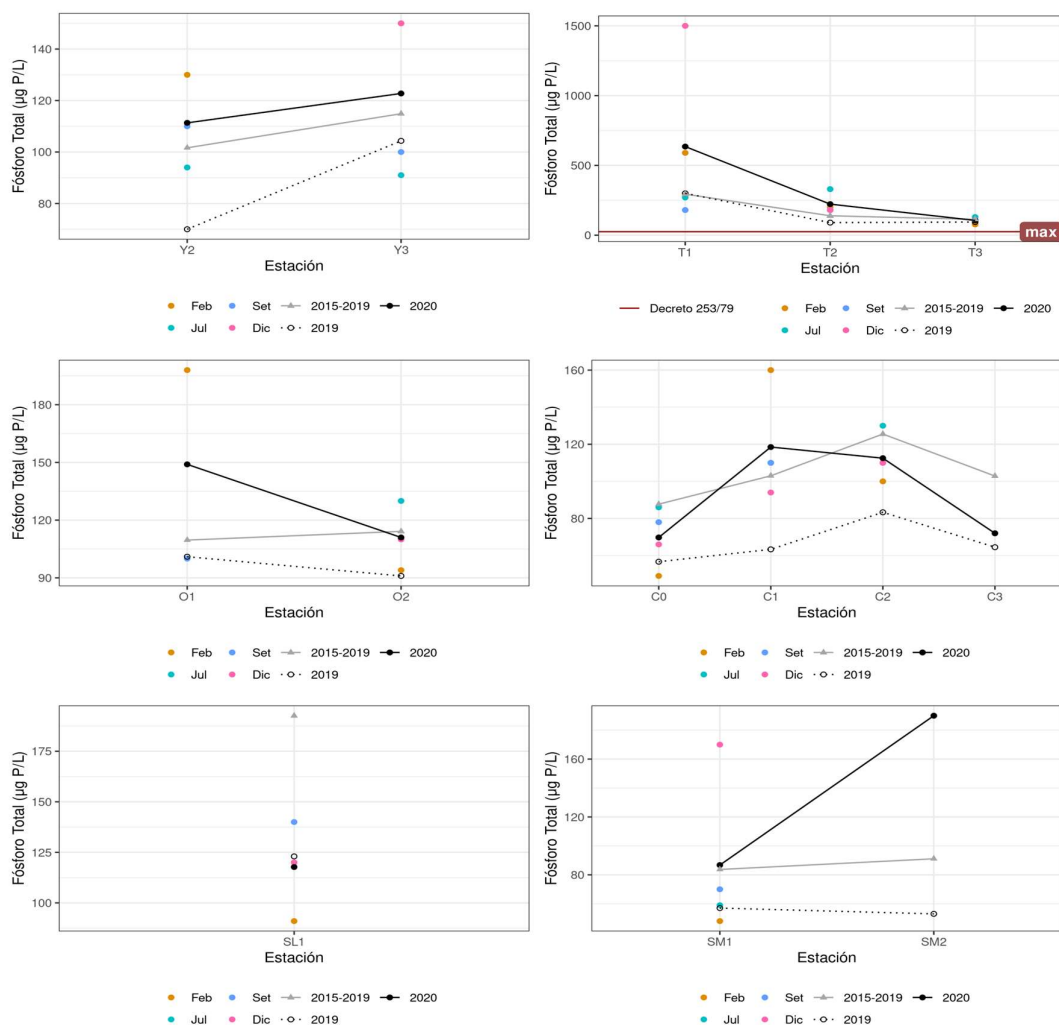 Fósforo Total (µg P/L)
140
120
100
80
Y2
Y3
Estación
Feb
Set
2015-2019
2020
Jul
Dic
2019
Fósforo Total (µg P/L)
1500
1000
500
0
max
T1
T2
T3
Estación
Decreto 253/79
Feb
Set
2015-2019
2020
Jul
Dic
2019
Fósforo Total (µg P/L)
180
150
120
90
O1
O2
Estación
Feb
Set
2015-2019
2020
Jul
Dic
2019
Fósforo Total (µg P/L)
160
120
80
C0
C1
C2
C3
Estación
Feb
Set
2015-2019
2020
Jul
Dic
2019
Fósforo Total (µg P/L)
175
150
125
100
SL1
Estación
Feb
Set
2015-2019
2020
Jul
Dic
2019
Fósforo Total (µg P/L)
160
120
80
SM1
SM2
Estación
Feb
Set
2015-2019
2020
Jul
Dic
2019